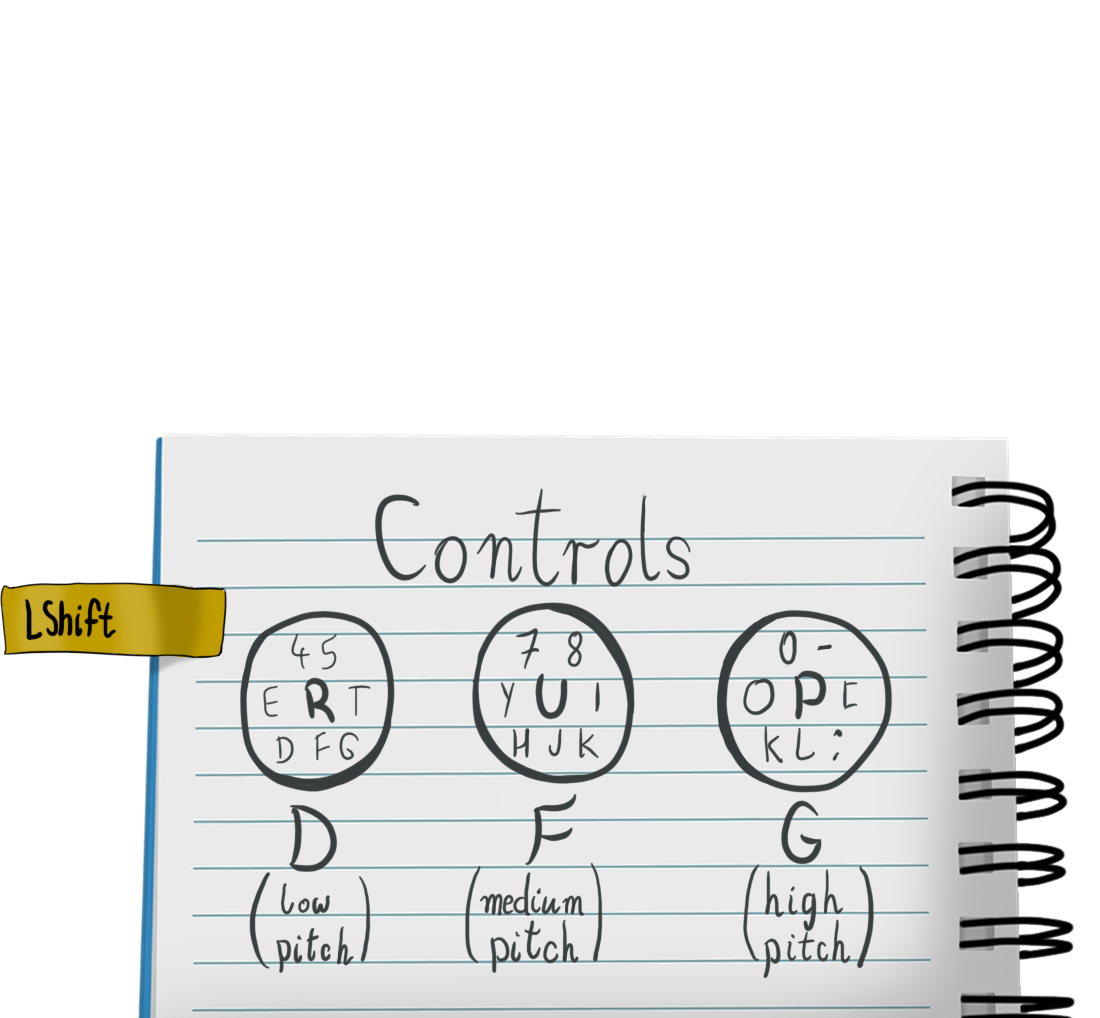 Controls
LShift
4 5
E R T
D F G
7 8
Y U I
H J K
0 -
O P [
K L ;
D
(low
pitch)
F
(medium
pitch)
G
(high
pitch)